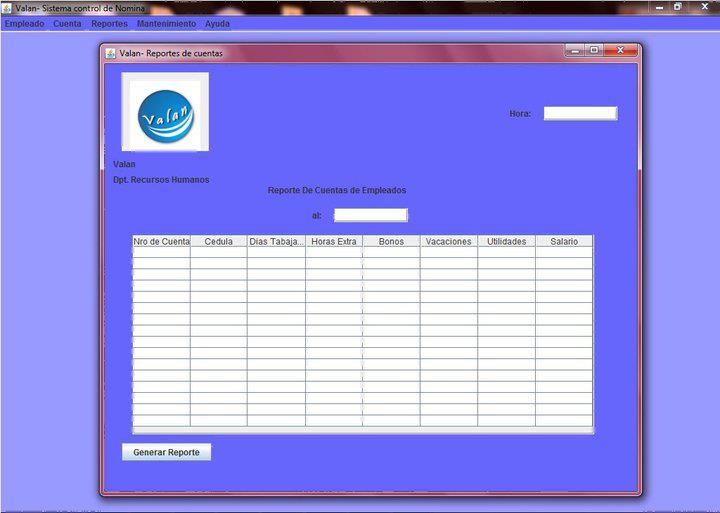 Valan- Sistema control de Nomina
Empleado Cuenta Reportes Mantenimiento Ayuda
Valan- Reportes de cuentas
Valan
Hora:
Valan
Dpt. Recursos Humanos
Reporte De Cuentas de Empleados
al:
Nro de Cuenta Cedula Dias Tabaja... Horas Extra Bonos Vacaciones Utilidades Salario
Generar Reporte